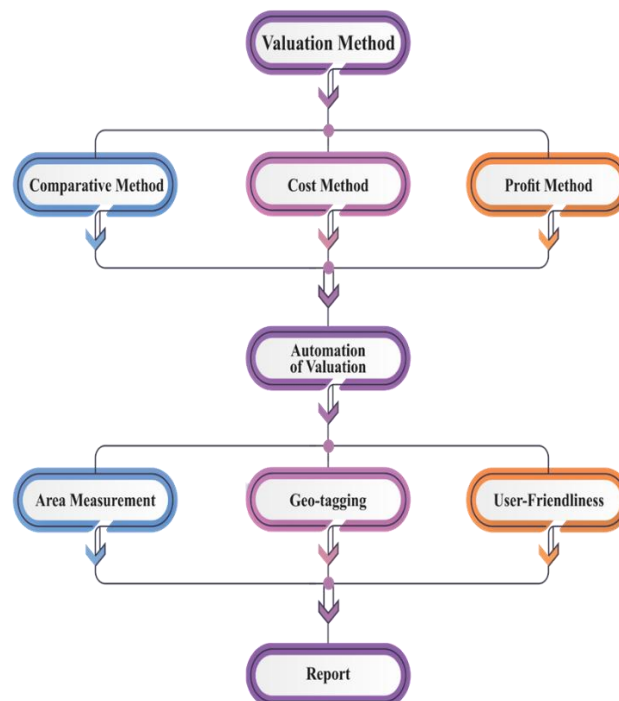 Valuation Method
Comparative Method
Cost Method
Profit Method
Automation
of Valuation
Area Measurement
Geo-tagging
User-Friendliness
Report